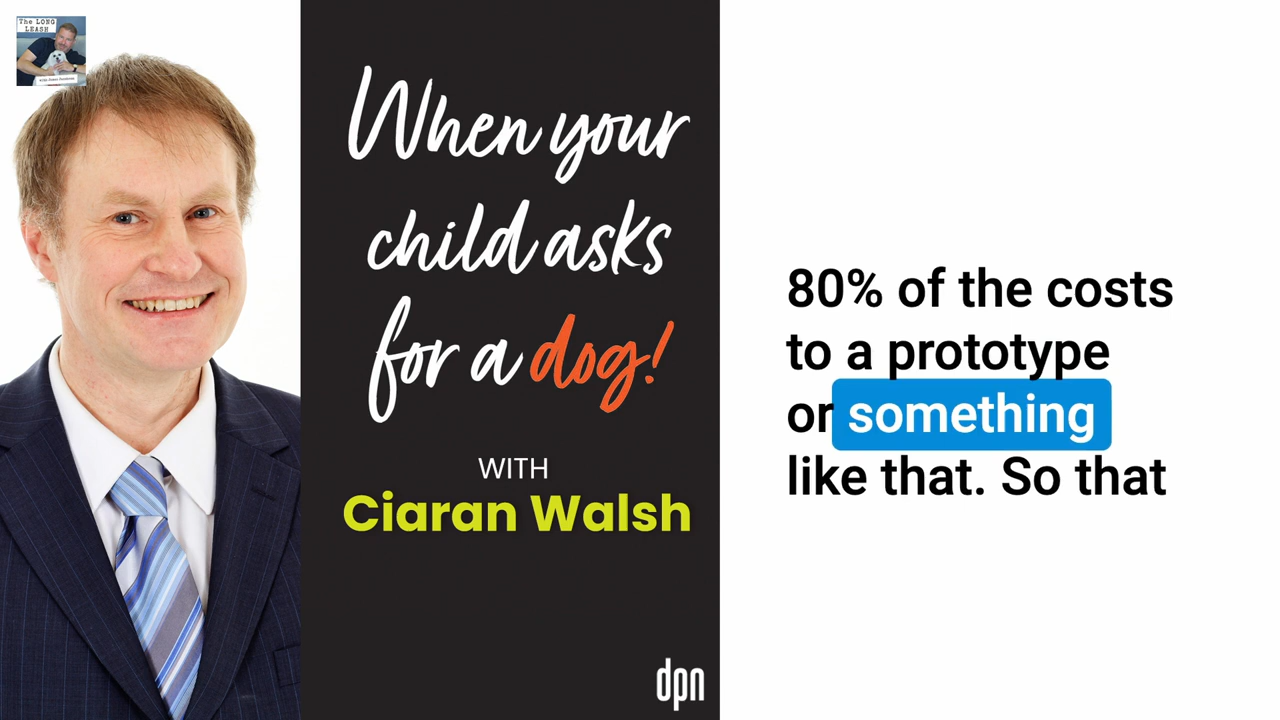 The LONG
LEASH
When your
child asks
for a dog!
WITH
Ciaran Walsh
dpn
80% of the costs
to a prototype
or something
like that. So that